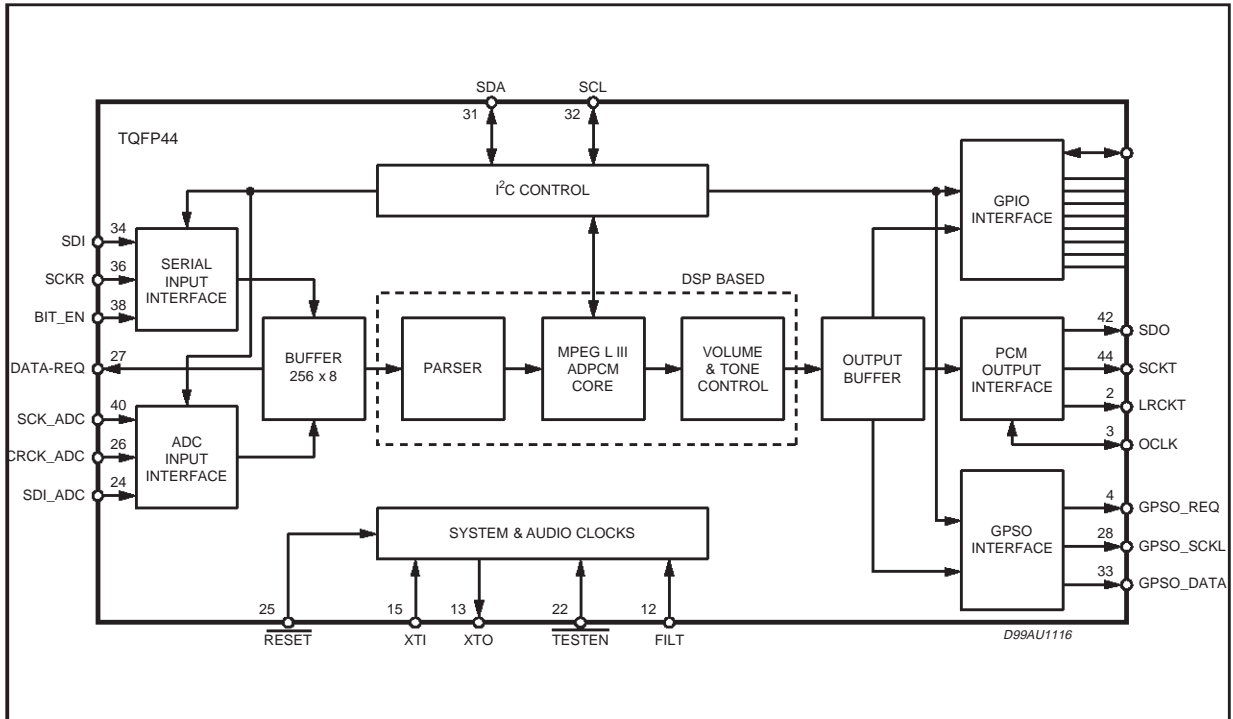 SDA
SCL
31
32
TQFP44
I2C CONTROL
GPIO
INTERFACE
SDI
34
SCKR
36
BIT_EN
38
SERIAL
INPUT
INTERFACE
DSP BASED
DATA-REQ
27
BUFFER
256 x 8
PARSER
MPEG L III
ADPCM
CORE
VOLUME
& TONE
CONTROL
OUTPUT
BUFFER
PCM
OUTPUT
INTERFACE
42
SDO
44
SCKT
2
LRCKT
3
OCLK
SCK_ADC
40
CRCK_ADC
26
SDI_ADC
24
ADC
INPUT
INTERFACE
SYSTEM & AUDIO CLOCKS
GPSO
INTERFACE
4
GPSO_REQ
28
GPSO_SCKL
33
GPSO_DATA
25
15
13
22
12
RESET
XTI
XTO
TESTEN
FILT
D99AU1116